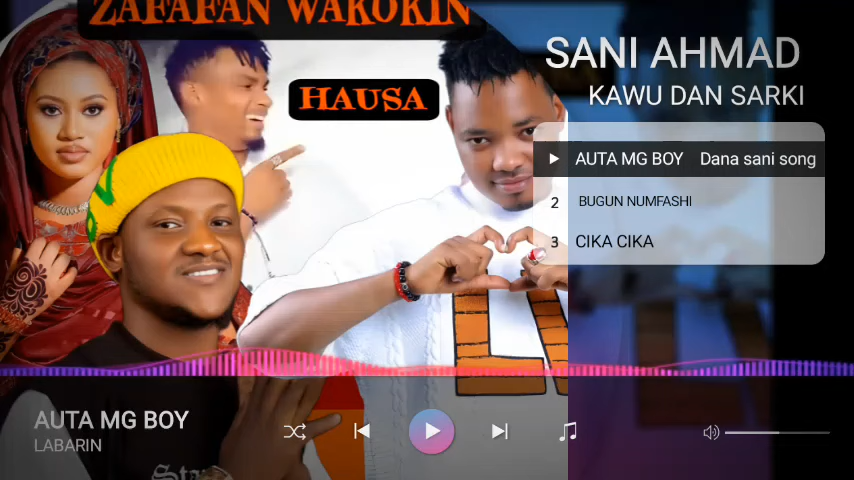 ZAFAFAN WAKOKIN
HAUSA
SANI AHMAD
KAWU DAN SARKI
AUTA MG BOY Dana sani song
2 BUGUN NUMFASHI
3 CIKA CIKA
AUTA MG BOY
LABARIN